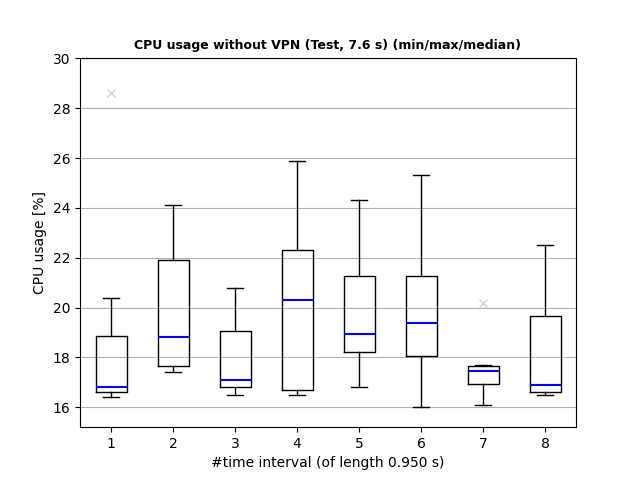 CPU usage without VPN (Test, 7.6 s) (min/max/median)
30
28
26
24
22
20
18
16
CPU usage [%]
1 2 3 4 5 6 7 8
#time interval (of length 0.950 s)